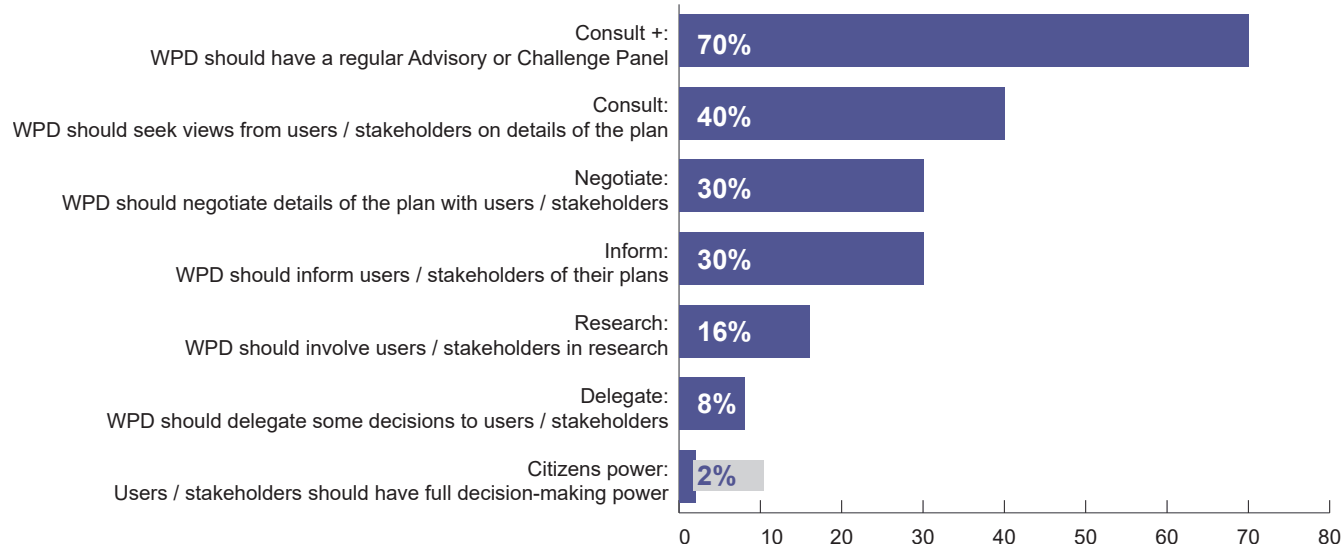 Consult +:
WPD should have a regular Advisory or Challenge Panel
70%
Consult:
WPD should seek views from users / stakeholders on details of the plan
40%
Negotiate:
WPD should negotiate details of the plan with users / stakeholders
30%
Inform:
WPD should inform users / stakeholders of their plans
30%
Research:
WPD should involve users / stakeholders in research
16%
Delegate:
WPD should delegate some decisions to users / stakeholders
8%
Citizens power:
Users / stakeholders should have full decision-making power
2%
0 10 20 30 40 50 60 70 80